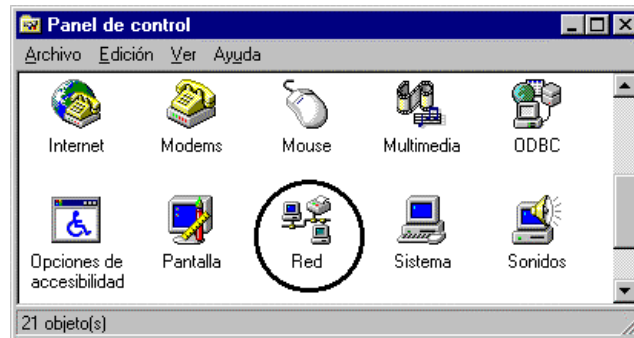 Panel de control
Archivo Edición Ver Ayuda
Internet Modems Mouse Multimedia ODBC
Opciones de accesibilidad Pantalla Red Sistema Sonidos
21 objeto(s)